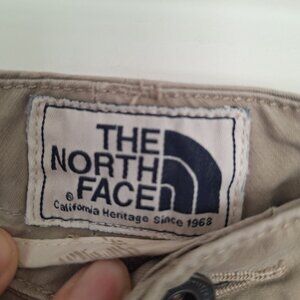 THE
NORTH
FACE
©
California Heritage Since 1968